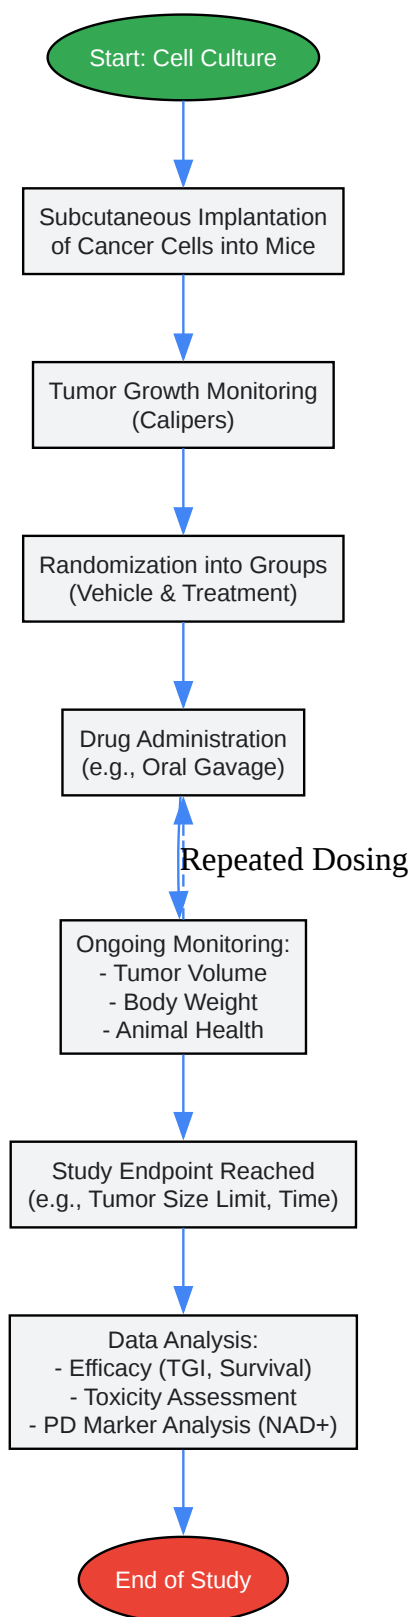 Start: Cell Culture
Subcutaneous Implantation
of Cancer Cells into Mice
Tumor Growth Monitoring
(Calipers)
Randomization into Groups
(Vehicle & Treatment)
Drug Administration
(e.g., Oral Gavage)
Repeated Dosing
Ongoing Monitoring:
- Tumor Volume
- Body Weight
- Animal Health
Study Endpoint Reached
(e.g., Tumor Size Limit, Time)
Data Analysis:
- Efficacy (TGI, Survival)
- Toxicity Assessment
- PD Marker Analysis (NAD+)
End of Study